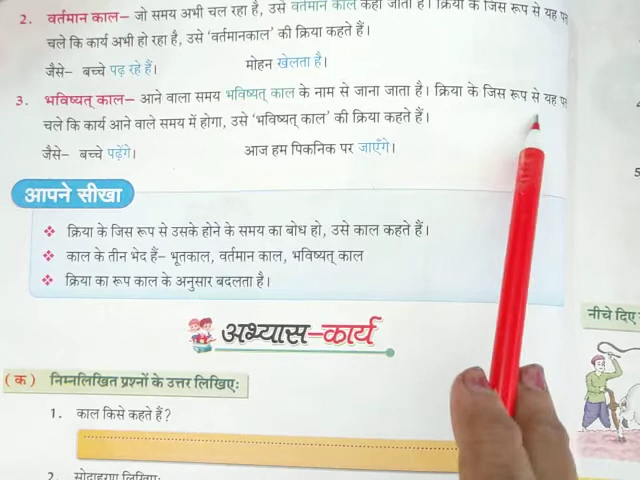 2. वर्तमान काल– जो समय अभी चल रहा है, उसे वर्तमान काल कहा जाता है। क्रिया के जिस रूप से यह
चले कि कार्य अभी हो रहा है, उसे ‘वर्तमानकाल’ की क्रिया कहते हैं।
जैसे– बच्चे पढ़ रहे हैं। मोहन खेलता है।
3. भविष्यत् काल– आने वाला समय भविष्यत् काल के नाम से जाना जाता है। क्रिया के जिस रूप से यह
चले कि कार्य आने वाले समय में होगा, उसे ‘भविष्यत् काल’ की क्रिया कहते हैं।
जैसे– बच्चे पढ़ेंगे। आज हम पिकनिक पर जाएँगे।
आपने सीखा
❖ क्रिया के जिस रूप से उसके होने के समय का बोध हो, उसे काल कहते हैं।
❖ काल के तीन भेद हैं– भूतकाल, वर्तमान काल, भविष्यत् काल
❖ क्रिया का रूप काल के अनुसार बदलता है।
अभ्यास–कार्य
(क) निम्नलिखित प्रश्नों के उत्तर लिखिए:
1. काल किसे कहते हैं?
2. सोदाहरण लिखिए:
नीचे दिए